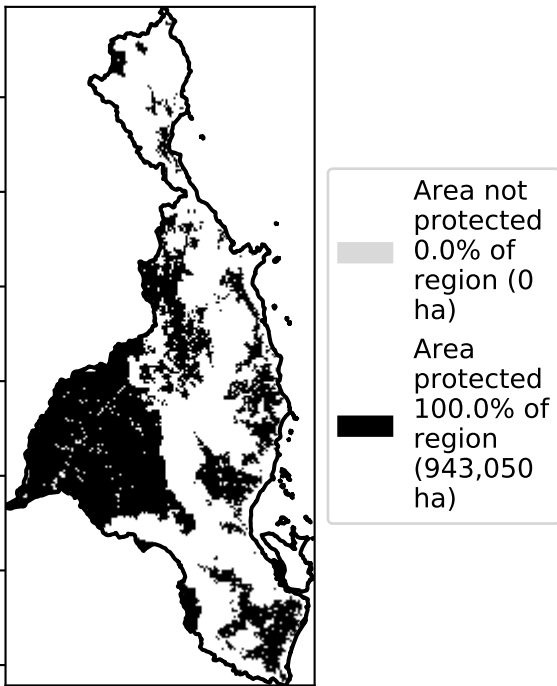 Area not
protected
0.0% of
region (0
ha)
Area
protected
100.0% of
region
(943,050
ha)